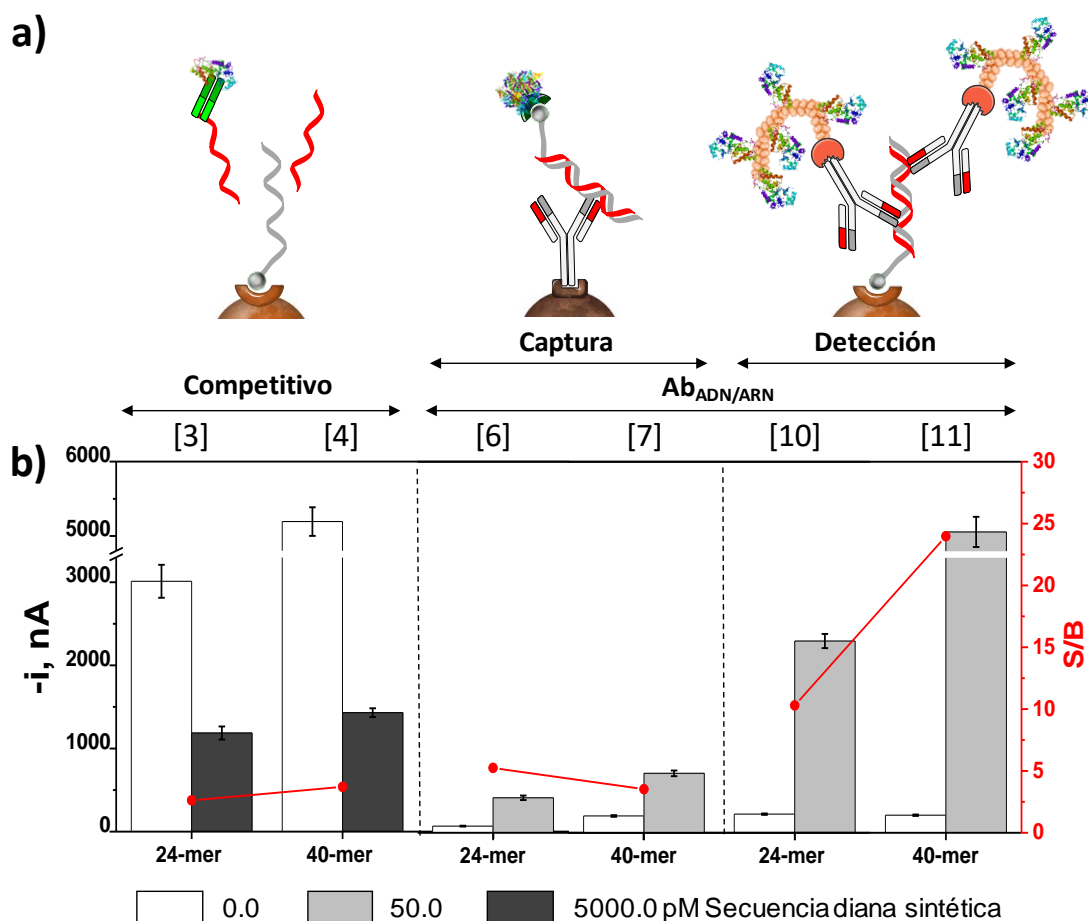 a)
Captura
Detección
Competitivo
Ab_ADN/ARN
[3]
[4]
[6]
[7]
[10]
[11]
b)
6000
5000
3000
2000
1000
0
-i, nA
30
25
20
15
10
5
0
S/B
24-mer
40-mer
24-mer
40-mer
24-mer
40-mer
0.0
50.0
5000.0 pM Secuencia diana sintética